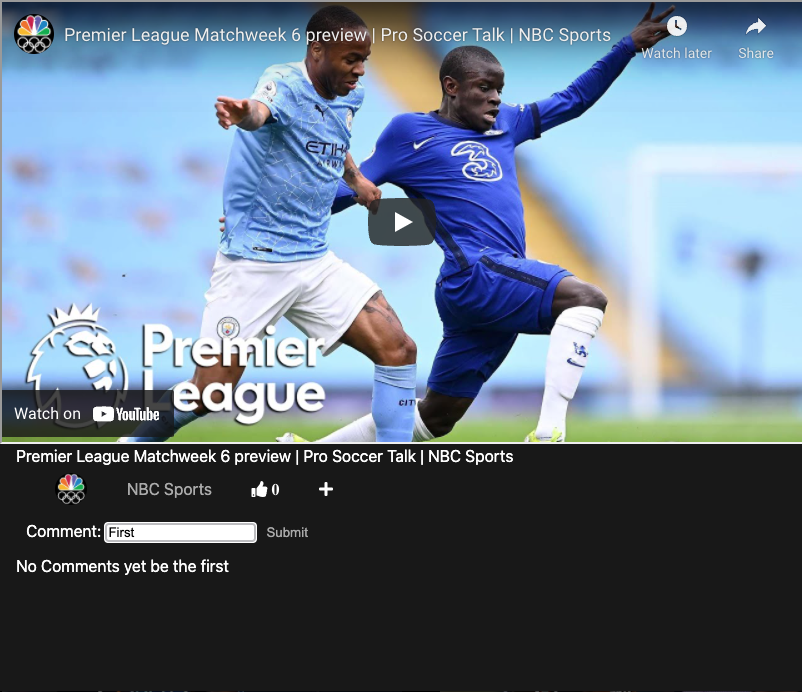 Premier League Matchweek 6 preview | Pro Soccer Talk | NBC Sports
Watch later
Share
ETIHAD
3
Premier
League
CITY
Watch on YouTube
Premier League Matchweek 6 preview | Pro Soccer Talk | NBC Sports
NBC Sports
0
Comment: First Submit
No Comments yet be the first